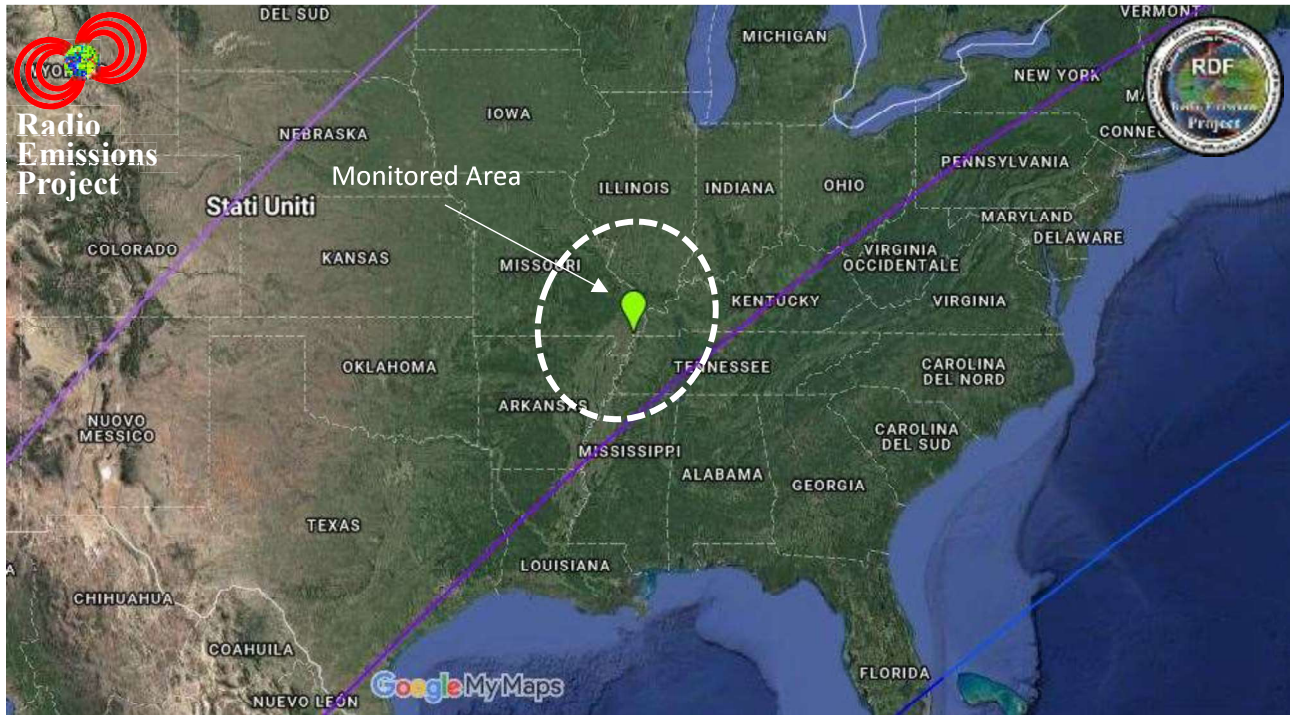 DEL SUD
VERMONT
MICHIGAN
RDF
Project
NEW YORK
Radio
Emissions
Project
NEBRASKA
IOWA
CONNEC
PENNSYLVANIA
Monitored Area
ILLINOIS
INDIANA
OHIO
Stati Uniti
MARYLAND
DELAWARE
COLORADO
KANSAS
MISSOURI
VIRGINIA
OCCIDENTALE
KENTUCKY
VIRGINIA
OKLAHOMA
TENNESSEE
CAROLINA
DEL NORD
ARKANSAS
NUOVO
MESSICO
CAROLINA
DEL SUD
MISSISSIPPI
ALABAMA
GEORGIA
TEXAS
LOUISIANA
CHIHUAHUA
COAHUILA
FLORIDA
Google My Maps
NUEVO LEÓN